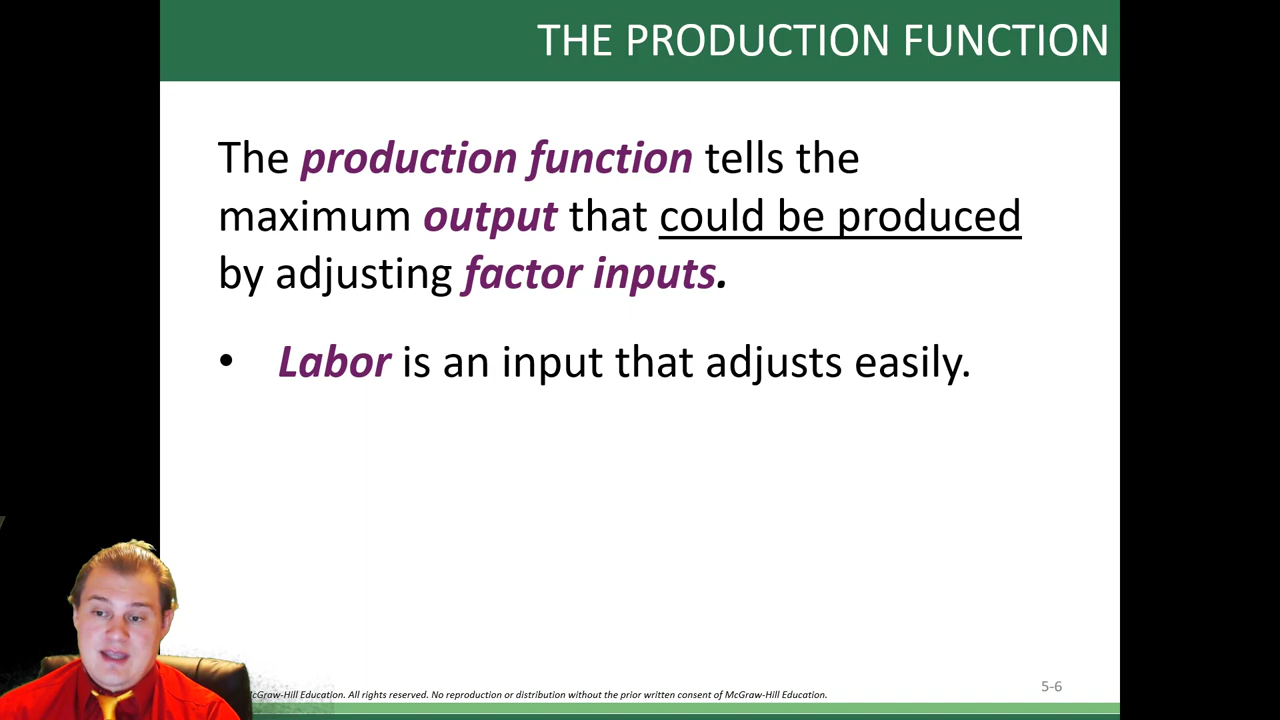 THE PRODUCTION FUNCTION
The production function tells the
maximum output that could be produced
by adjusting factor inputs.
• Labor is an input that adjusts easily.
McGraw-Hill Education. All rights reserved. No reproduction or distribution without the prior written consent of McGraw-Hill Education.
5-6